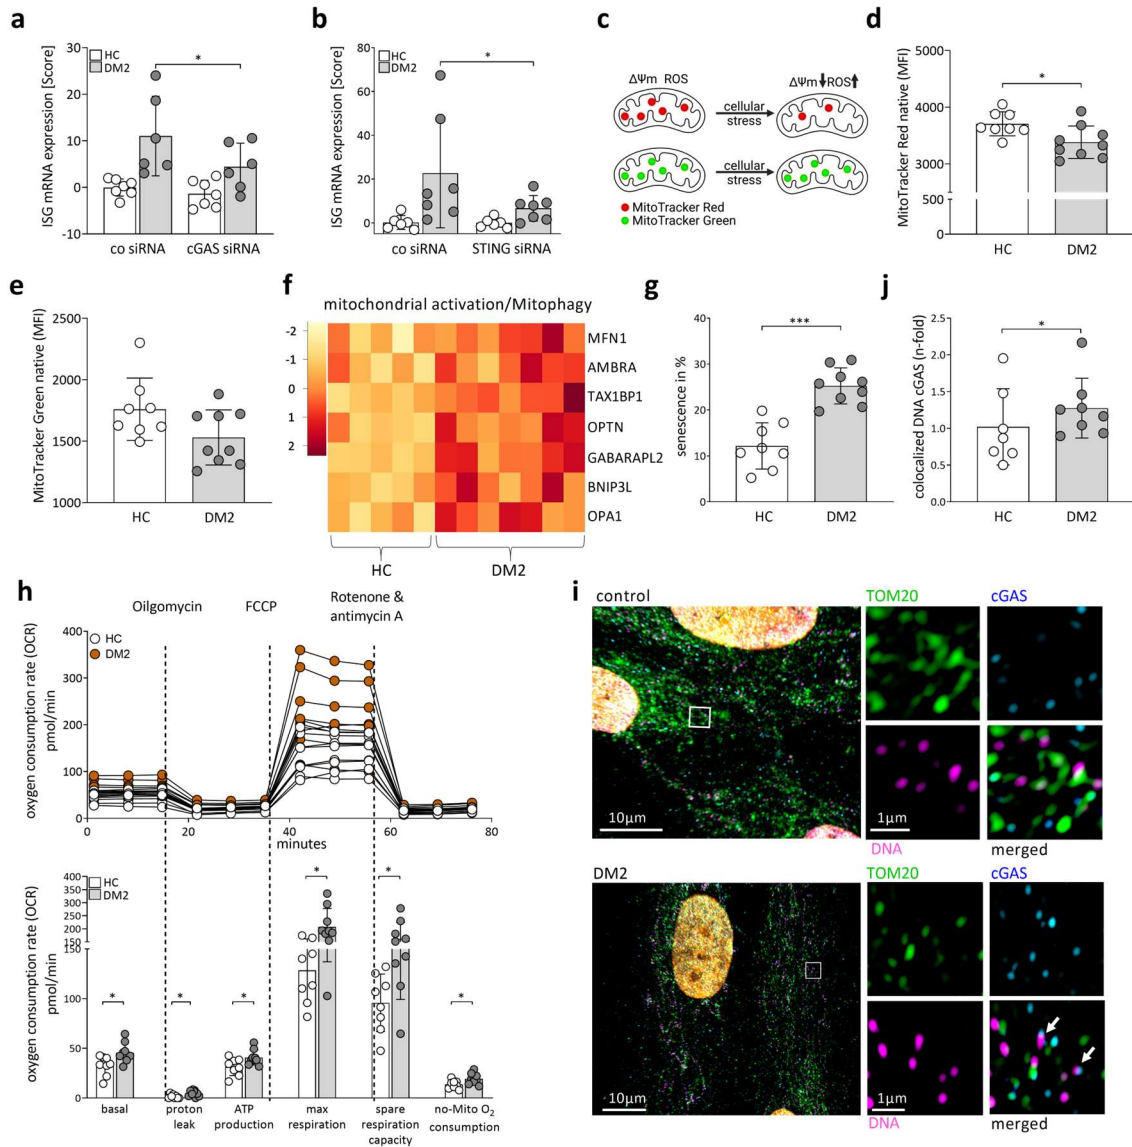 a
ISG mRNA expression [Score]
30
20
10
0
-10
HC
DM2
*
co siRNA
cGAS siRNA
b
ISG mRNA expression [Score]
80
60
40
20
0
HC
DM2
*
co siRNA
STING siRNA
c
ΔΨm ROS
ΔΨm↓ROS↑
cellular
stress
cellular
stress
MitoTracker Red
MitoTracker Green
d
MitoTracker Red native (MFI)
5000
4000
3000
500
0
*
HC
DM2
e
MitoTracker Green native (MFI)
2500
2000
1500
1000
HC
DM2
f
mitochondrial activation/Mitophagy
-2
-1
0
1
2
MFN1
AMBRA
TAX1BP1
OPTN
GABARAPL2
BNIP3L
OPA1
HC
DM2
g
senescence in %
40
30
20
10
0
***
HC
DM2
j
colocalized DNA cGAS (n-fold)
2.5
2.0
1.5
1.0
0.5
0.0
*
HC
DM2
h
Oilgomycin
FCCP
Rotenone &
antimycin A
oxygen consumption rate (OCR)
pmol/min
400
300
200
100
0
HC
DM2
0
20
40
60
80
minutes
oxygen consumption rate (OCR)
pmol/min
400
350
300
250
200
150
150
100
50
0
HC
DM2
*
*
*
*
*
*
basal
proton
leak
ATP
production
max
respiration
spare
respiration
capacity
no-Mito O2
consumption
i
control
TOM20
cGAS
10µm
1µm
DNA
merged
DM2
TOM20
cGAS
10µm
1µm
DNA
merged